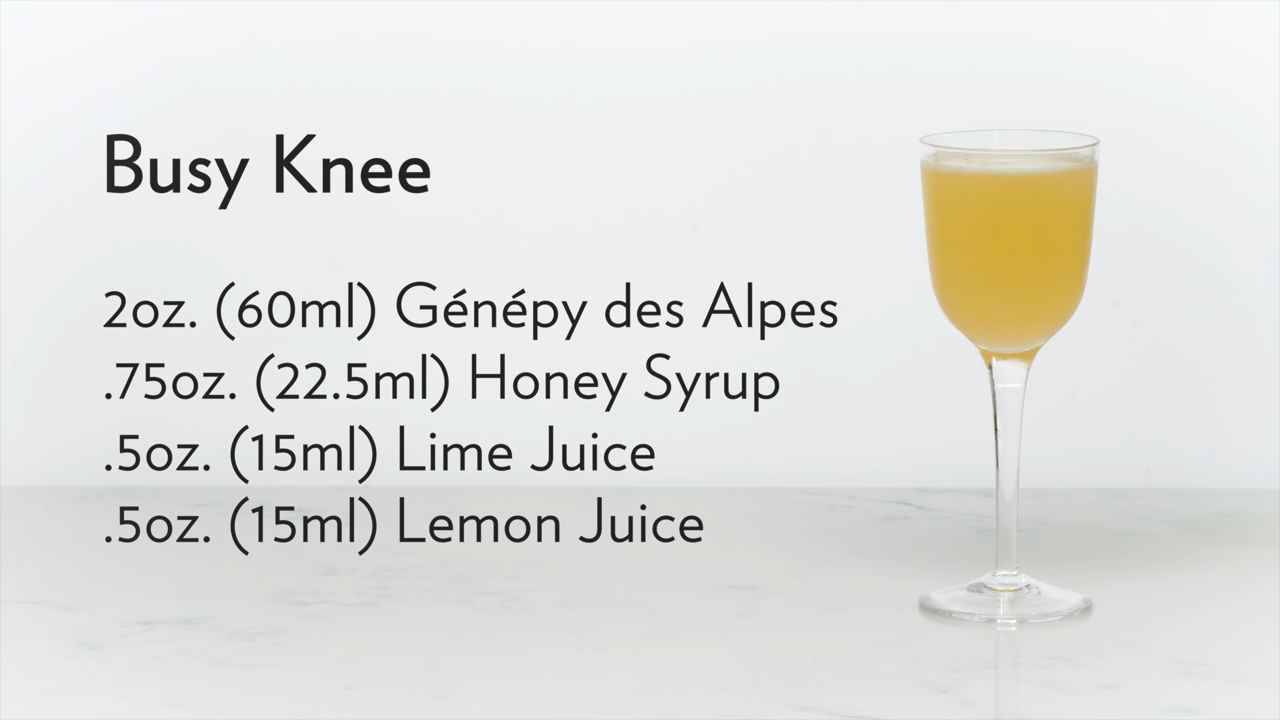 Busy Knee
2oz. (60ml) Génépy des Alpes
.75oz. (22.5ml) Honey Syrup
.5oz. (15ml) Lime Juice
.5oz. (15ml) Lemon Juice